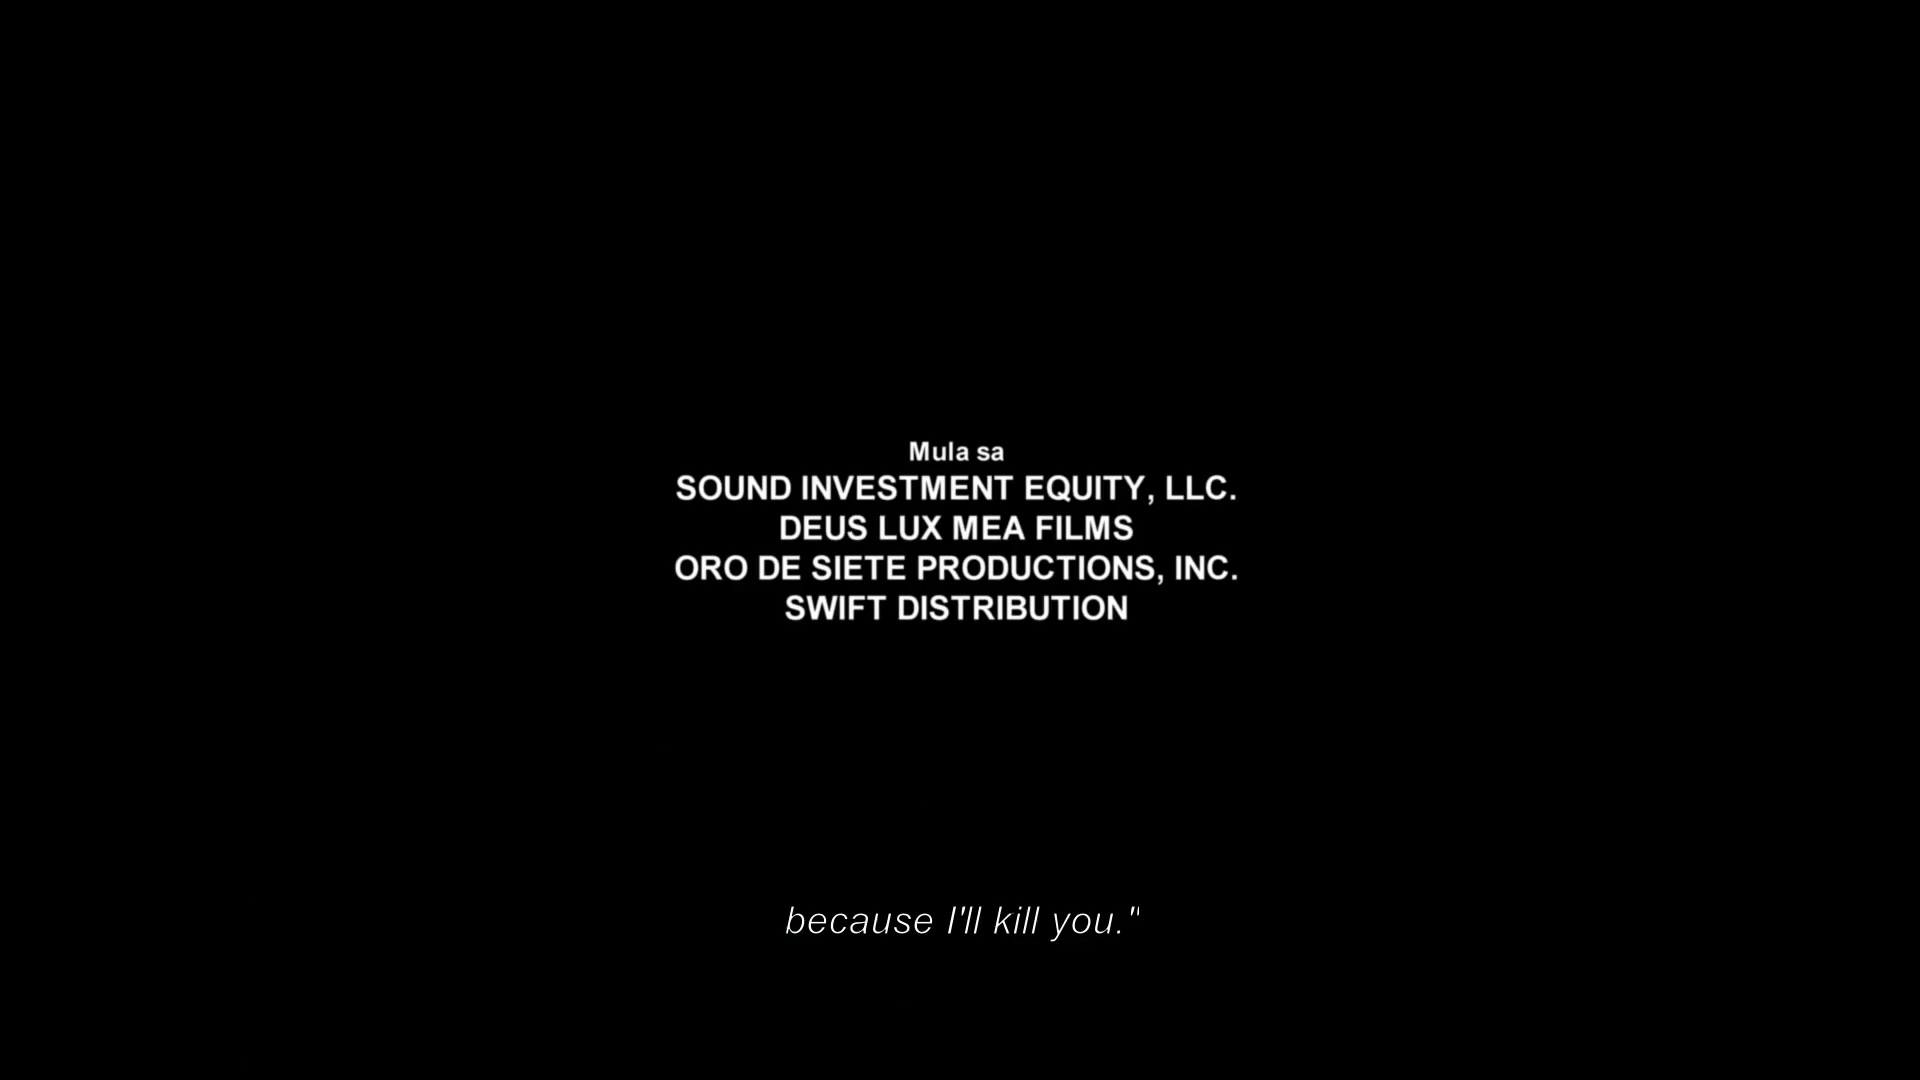 Mula sa
SOUND INVESTMENT EQUITY, LLC.
DEUS LUX MEA FILMS
ORO DE SIETE PRODUCTIONS, INC.
SWIFT DISTRIBUTION
because I'll kill you."